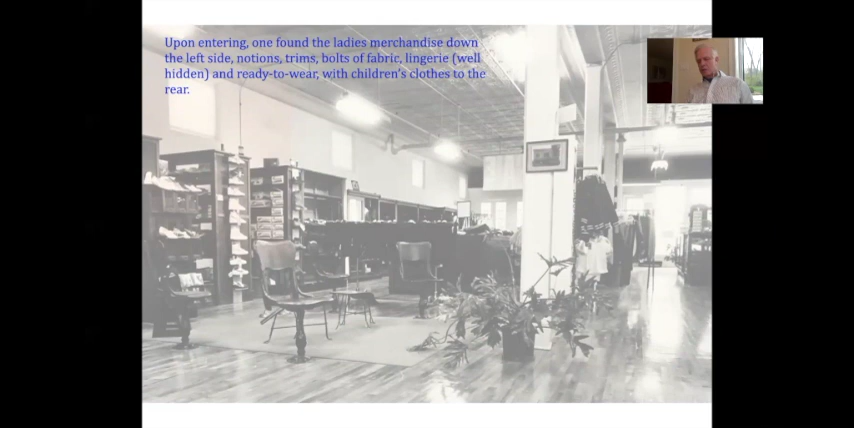 Upon entering, one found the ladies merchandise down
the left side, notions, trims, bolts of fabric, lingerie (well
hidden) and ready-to-wear, with children's clothes to the
rear.